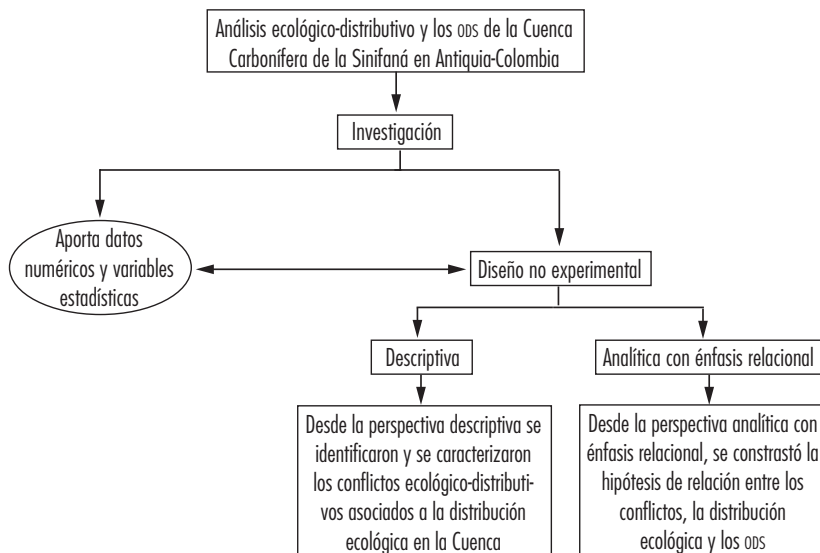 Análisis ecológico-distributivo y los ODS de la Cuenca
Carbonífera de la Sinifaná en Antiquia-Colombia
Investigación
Aporta datos
numéricos y variables
estadísticas
Diseño no experimental
Descriptiva
Analítica con énfasis relacional
Desde la perspectiva descriptiva se
identificaron y se caracterizaron
los conflictos ecológico-distributi-
vos asociados a la distribución
ecológica en la Cuenca
Desde la perspectiva analítica con
énfasis relacional, se constrastó la
hipótesis de relación entre los
conflictos, la distribución
ecológica y los ODS